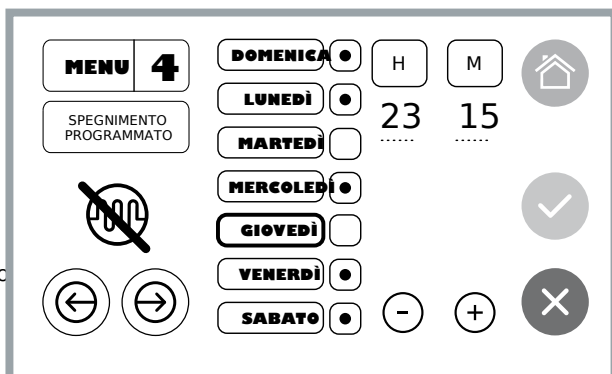 MENU 4
SPEGNIMENTO
PROGRAMMATO
DOMENICA
LUNEDÌ
MARTEDÌ
MERCOLEDÌ
GIOVEDÌ
VENERDÌ
SABATO
H M
23 15
- +